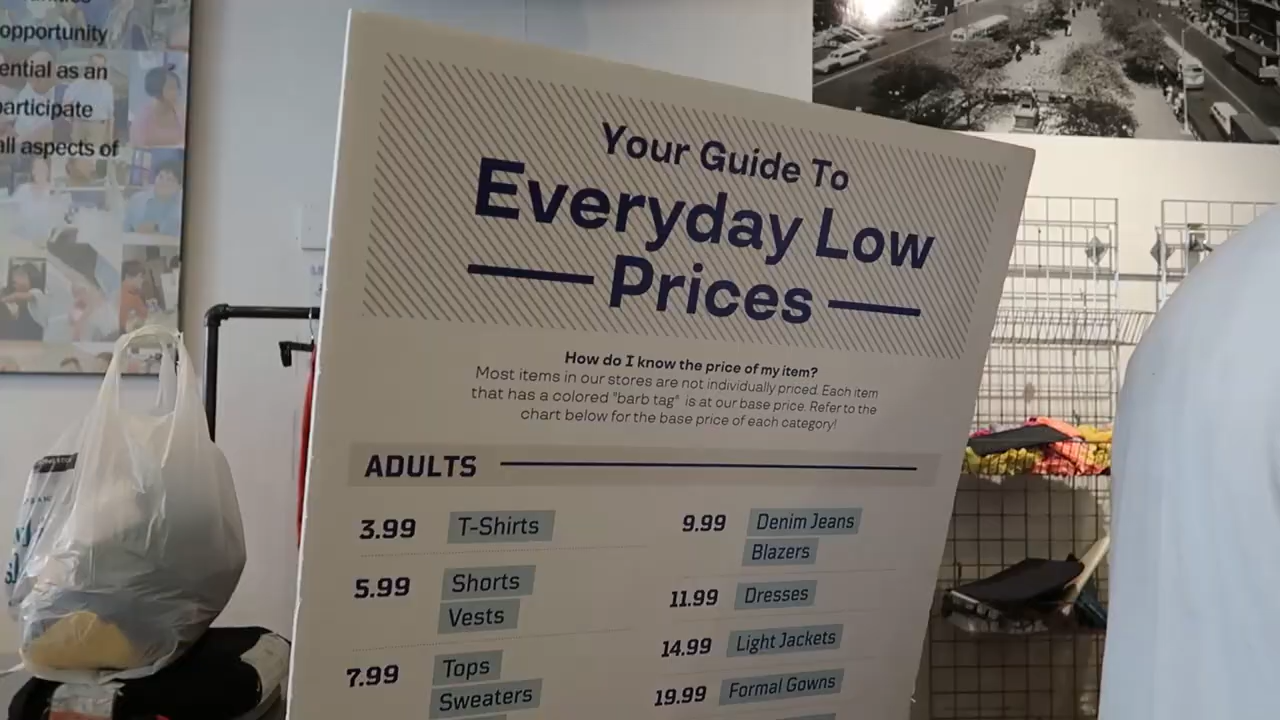 opportunity
ential as an
participate
all aspects of
Your Guide To
Everyday Low
Prices
How do I know the price of my item?
Most items in our stores are not individually priced. Each item
that has a colored "barb tag" is at our base price. Refer to the
chart below for the base price of each category!
ADULTS
3.99 T-Shirts
5.99 Shorts
Vests
7.99 Tops
Sweaters
9.99 Denim Jeans
Blazers
11.99 Dresses
14.99 Light Jackets
19.99 Formal Gowns